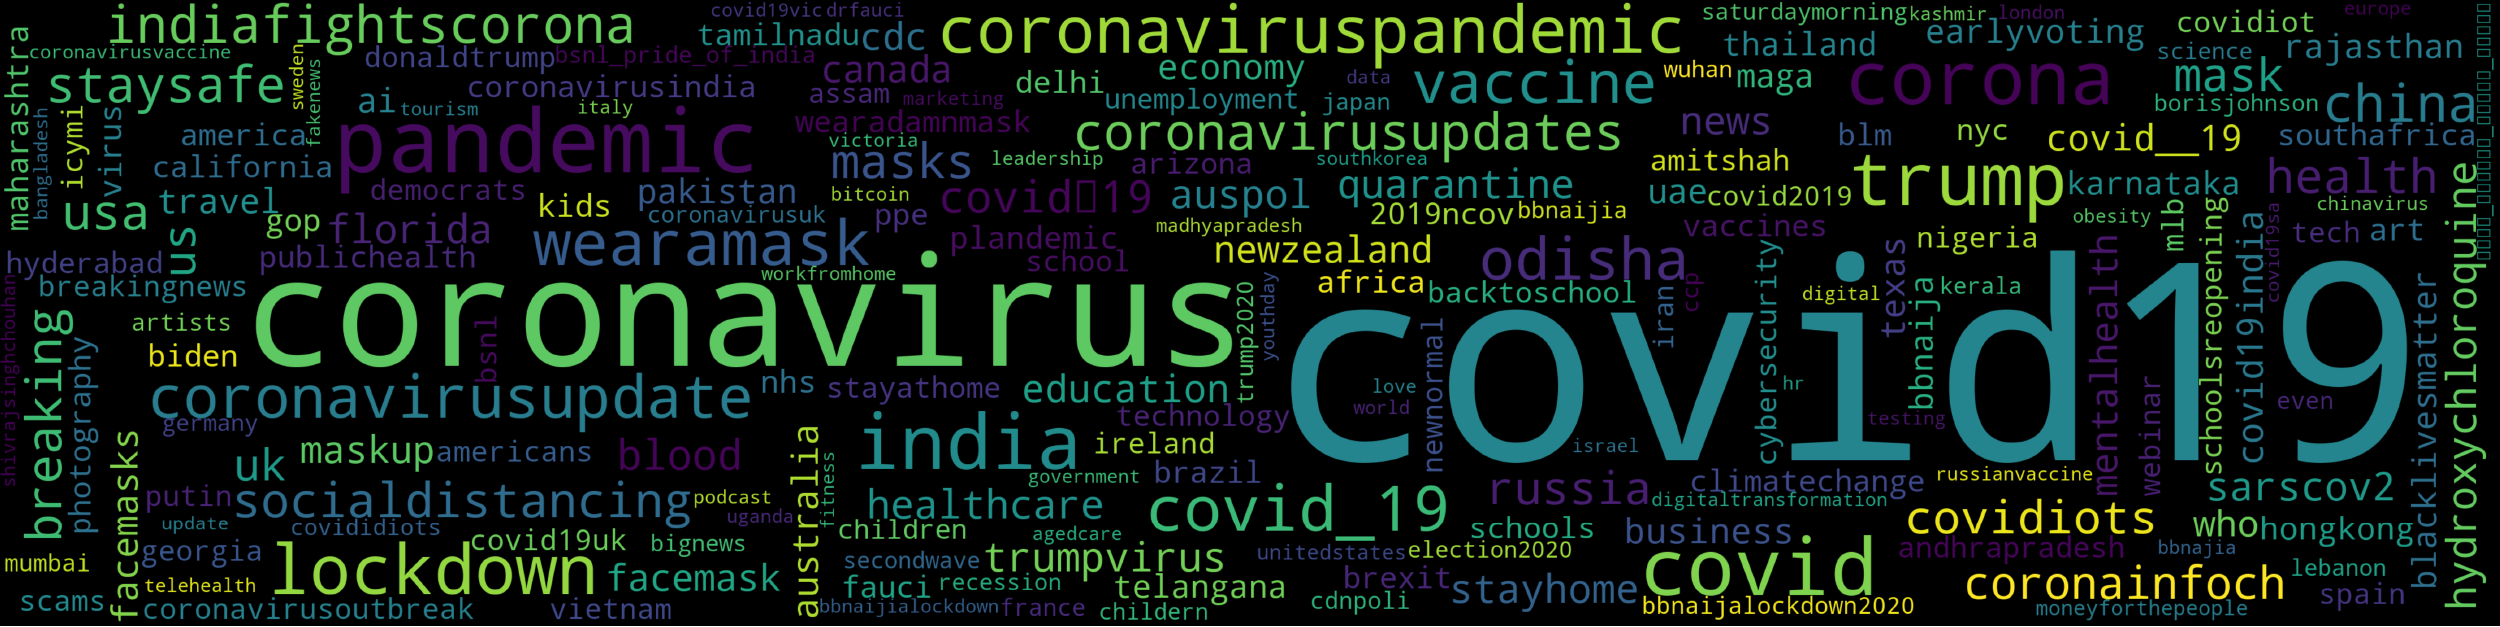 indiafightscorona
covid19vic
drfauci
coronaviruspandemic
saturdaymorning
kashmir
london
covidiot
europe
maharashtra
coronavirusvaccine
donaldtrump
bsnl_pride_of_india
tamilnadu
cdc
thailand
earlyvoting
science
rajasthan
staysafe
sweden
fakenews
coronavirusindia
canada
delhi
economy
data
vaccine
wuhan
maga
corona
mask
china
ai
tourism
italy
assam
marketing
unemployment
japan
borisjohnson
bangladesh
icymi
virus
america
california
pandemic
wearadamnmask
victoria
masks
leadership
coronavirusupdates
arizona
southkorea
news
blm
nyc
covid__19
southafrica
amitshah
trump
health
usa
travel
us
gop
democrats
florida
kids
pakistan
coronavirusuk
bitcoin
ppe
covid19
auspol
quarantine
uae
covid2019
karnataka
obesity
chinavirus
2019ncov
bbnaijia
madhyapradesh
plandemic
school
vaccines
nigeria
mlb
tech
art
hyderabad
publichealth
wearamask
workfromhome
newzealand
odisha
africa
backtoschool
breakingnews
artists
biden
breaking
photography
shivrajsinghchouhan
coronavirus
bsnl
trump2020
youthday
iran
ccp
cybersecurity
digital
texas
kerala
bbnaija
mentalhealth
schoolsreopening
covid19india
covid19sa
blacklivesmatter
hydroxychloroquine
covid19
coronavirusupdate
nhs
stayathome
education
technology
love
world
newnormal
hr
testing
israel
webinar
even
germany
uk
maskup
americans
blood
india
ireland
government
brazil
russia
climatechange
russianvaccine
sarscov2
facemasks
putin
socialdistancing
podcast
uganda
fitness
australia
healthcare
covid_19
digitaltransformation
update
covididiots
covid19uk
bignews
children
agedcare
schools
business
covidiots
who
hongkong
mumbai
georgia
telehealth
lockdown
facemask
secondwave
trumpvirus
unitedstates
election2020
covid
andhrapradesh
bbnajia
lebanon
scams
coronavirusoutbreak
vietnam
fauci
recession
bbnaijialockdown
france
telangana
childern
brexit
cdnpoli
stayhome
bbnaijalockdown2020
coronainfoch
moneyforthepeople
spain